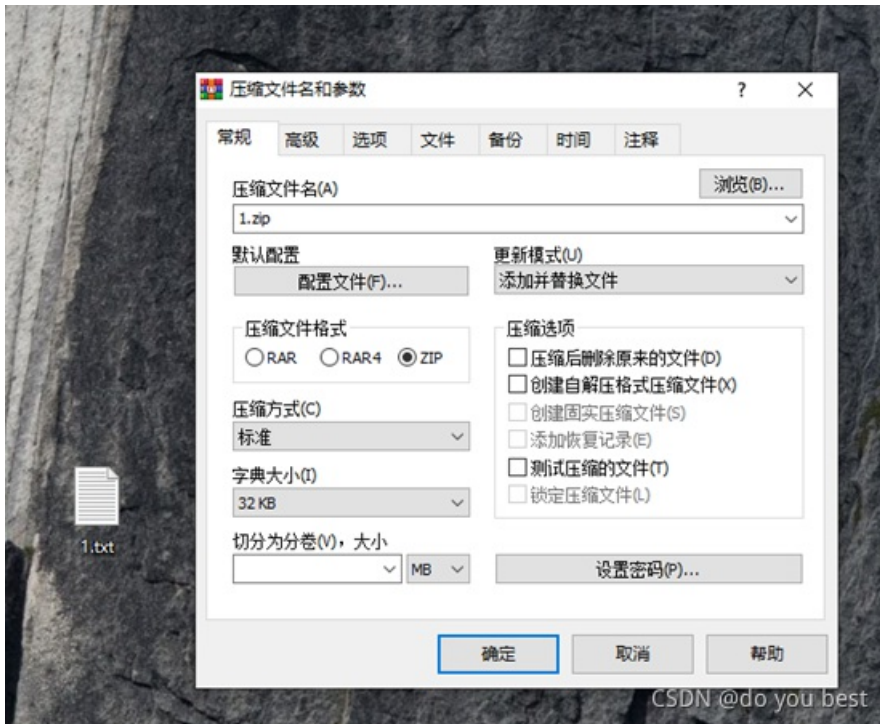 压缩文件名和参数
?
常规 高级 选项 文件 备份 时间 注释
压缩文件名(A)
浏览(B)...
1.zip
默认配置
配置文件(F)...
更新模式(U)
添加并替换文件
压缩文件格式
RAR RAR4 ZIP
压缩方式(C)
标准
字典大小(I)
32 KB
切分为分卷(V)，大小
MB
压缩选项
压缩后删除原来的文件(D)
创建自解压格式压缩文件(X)
创建固实压缩文件(S)
添加恢复记录(E)
测试压缩的文件(T)
锁定压缩文件(L)
设置密码(P)...
确定 取消 帮助
1.txt
CSDN @do you best